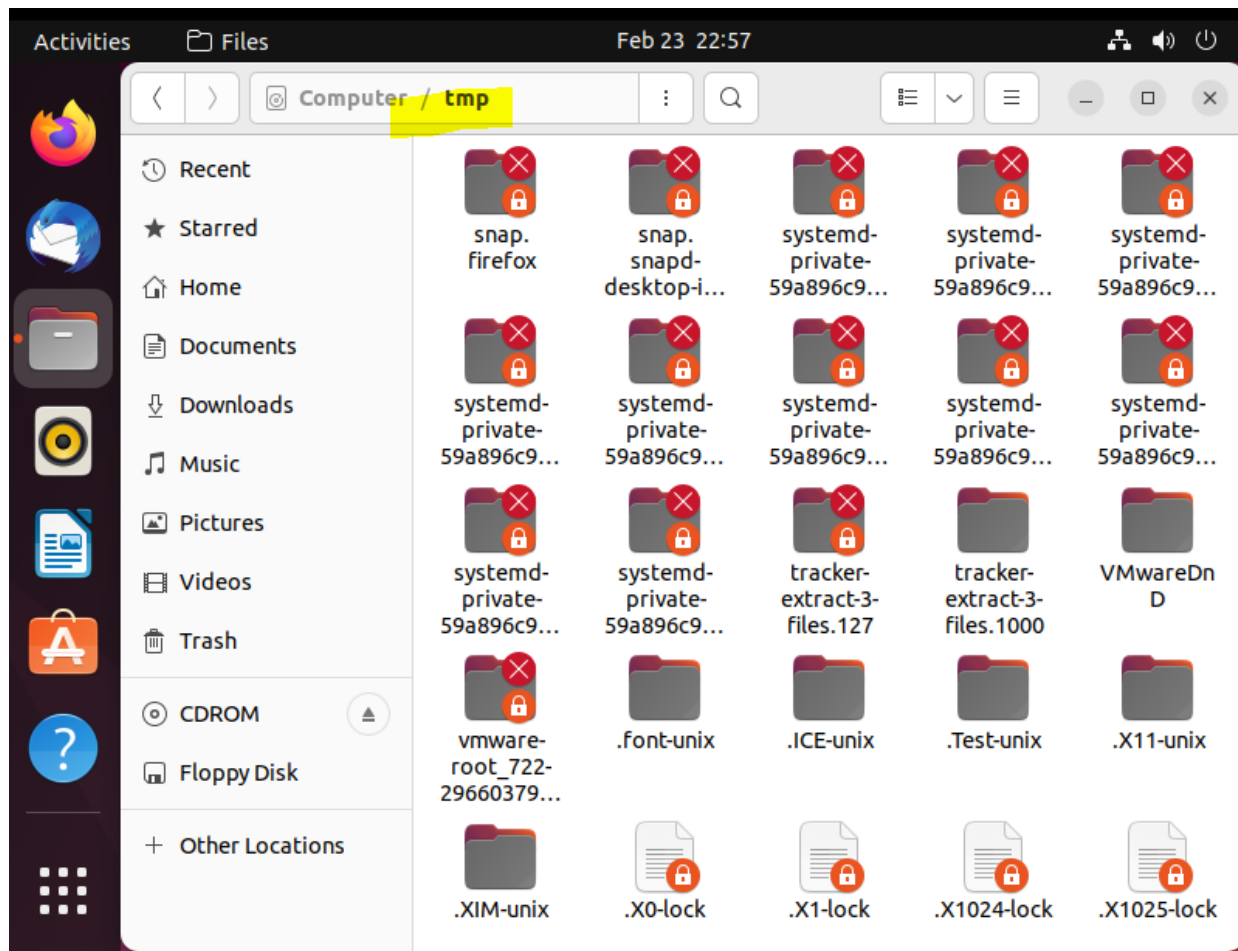 Activities Files Feb 23 22:57
Computer / tmp
Recent
Starred
Home
Documents
Downloads
Music
Pictures
Videos
Trash
CDROM
Floppy Disk
+ Other Locations
snap.
firefox
snap.
snapd-
desktop-i...
systemd-
private-
59a896c9...
systemd-
private-
59a896c9...
systemd-
private-
59a896c9...
systemd-
private-
59a896c9...
systemd-
private-
59a896c9...
systemd-
private-
59a896c9...
systemd-
private-
59a896c9...
systemd-
private-
59a896c9...
systemd-
private-
59a896c9...
systemd-
private-
59a896c9...
tracker-
extract-3-
files.127
tracker-
extract-3-
files.1000
VMwareDn
D
vmware-
root_722-
29660379...
.font-unix
.ICE-unix
.Test-unix
.X11-unix
.XIM-unix
.X0-lock
.X1-lock
.X1024-lock
.X1025-lock